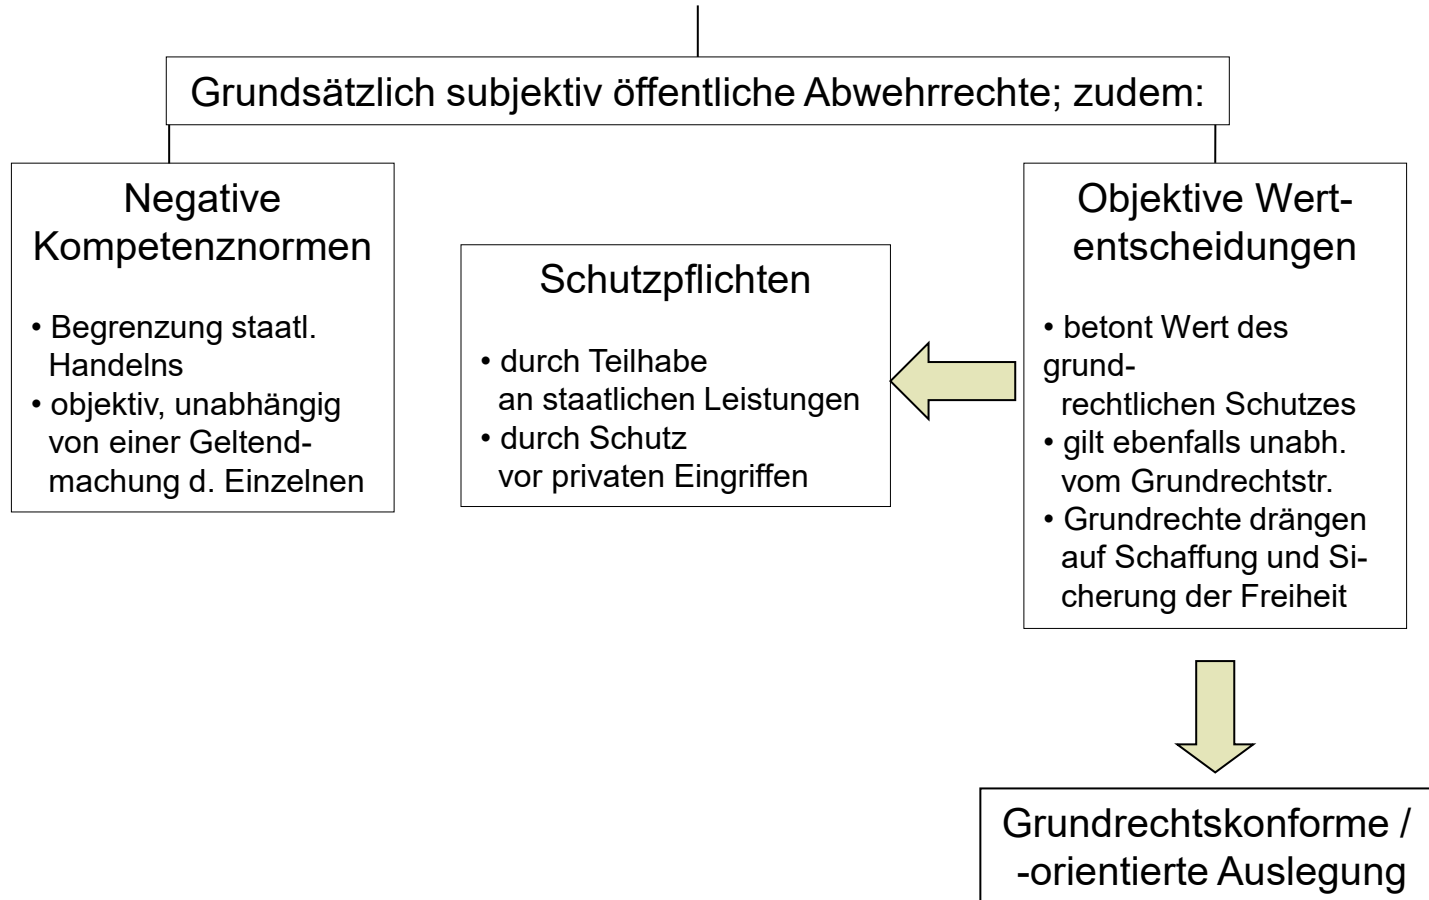 Grundsätzlich subjektiv öffentliche Abwehrrechte; zudem:
Negative
Kompetenznormen
• Begrenzung staatl.
Handelns
• objektiv, unabhängig
von einer Geltend-
machung d. Einzelnen
Schutzpflichten
• durch Teilhabe
an staatlichen Leistungen
• durch Schutz
vor privaten Eingriffen
Objektive Wert-
entscheidungen
• betont Wert des
grund-
rechtlichen Schutzes
• gilt ebenfalls unabh.
vom Grundrechtstr.
• Grundrechte drängen
auf Schaffung und Si-
cherung der Freiheit
Grundrechtskonforme /
-orientierte Auslegung